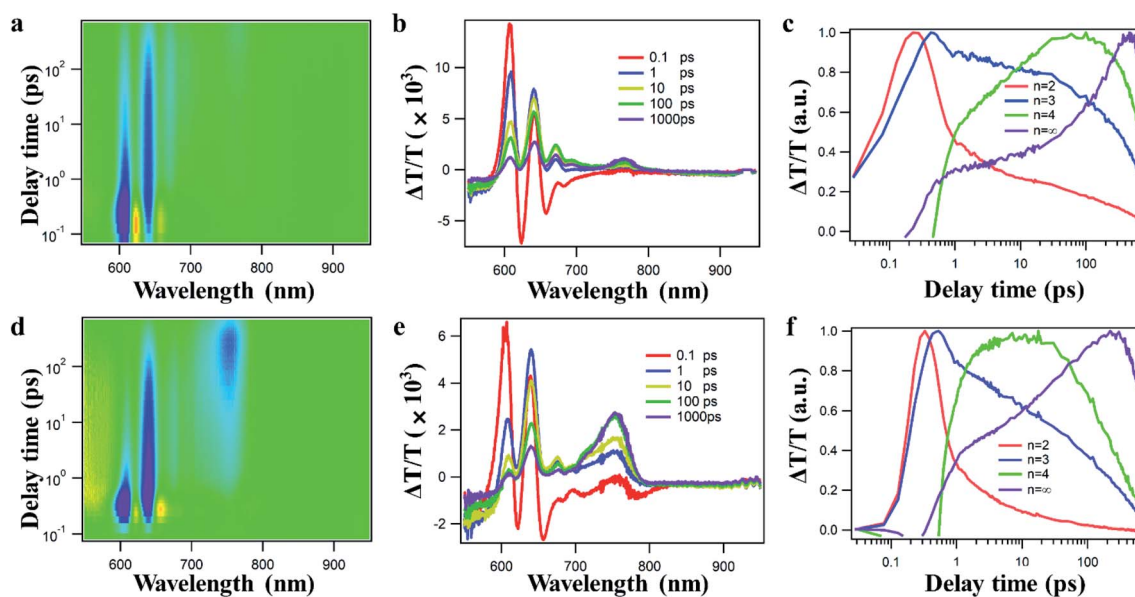 a
Delay time (ps)
10²
10¹
10⁰
10⁻¹
600 700 800 900
Wavelength (nm)
b
ΔT/T ( × 10³)
10
5
0
-5
0.1 ps
1 ps
10 ps
100 ps
1000ps
600 700 800 900
Wavelength (nm)
c
ΔT/T (a.u.)
1.0
0.8
0.6
0.4
0.2
0.0
n=2
n=3
n=4
n=∞
0.1 1 10 100
Delay time (ps)
d
Delay time (ps)
10²
10¹
10⁰
10⁻¹
600 700 800 900
Wavelength (nm)
e
ΔT/T ( × 10³)
6
4
2
0
-2
0.1 ps
1 ps
10 ps
100 ps
1000ps
600 700 800 900
Wavelength (nm)
f
ΔT/T (a.u.)
1.0
0.8
0.6
0.4
0.2
0.0
n=2
n=3
n=4
n=∞
0.1 1 10 100
Delay time (ps)